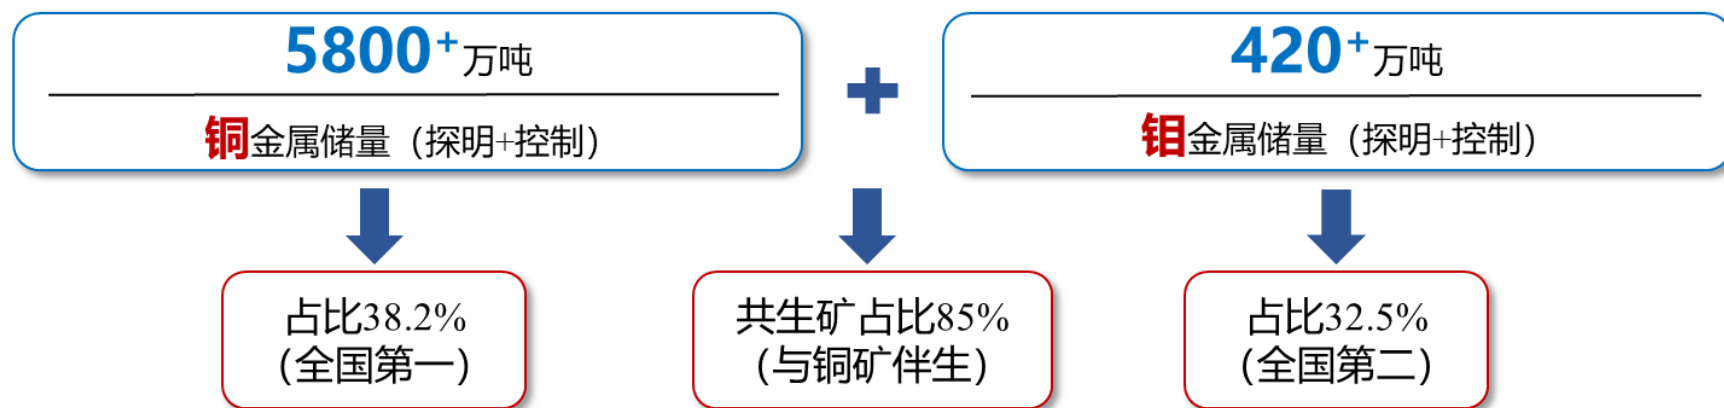 5800+万吨
铜金属储量（探明+控制）
420+万吨
钼金属储量（探明+控制）
占比38.2%
（全国第一）
共生矿占比85%
（与铜矿伴生）
占比32.5%
（全国第二）